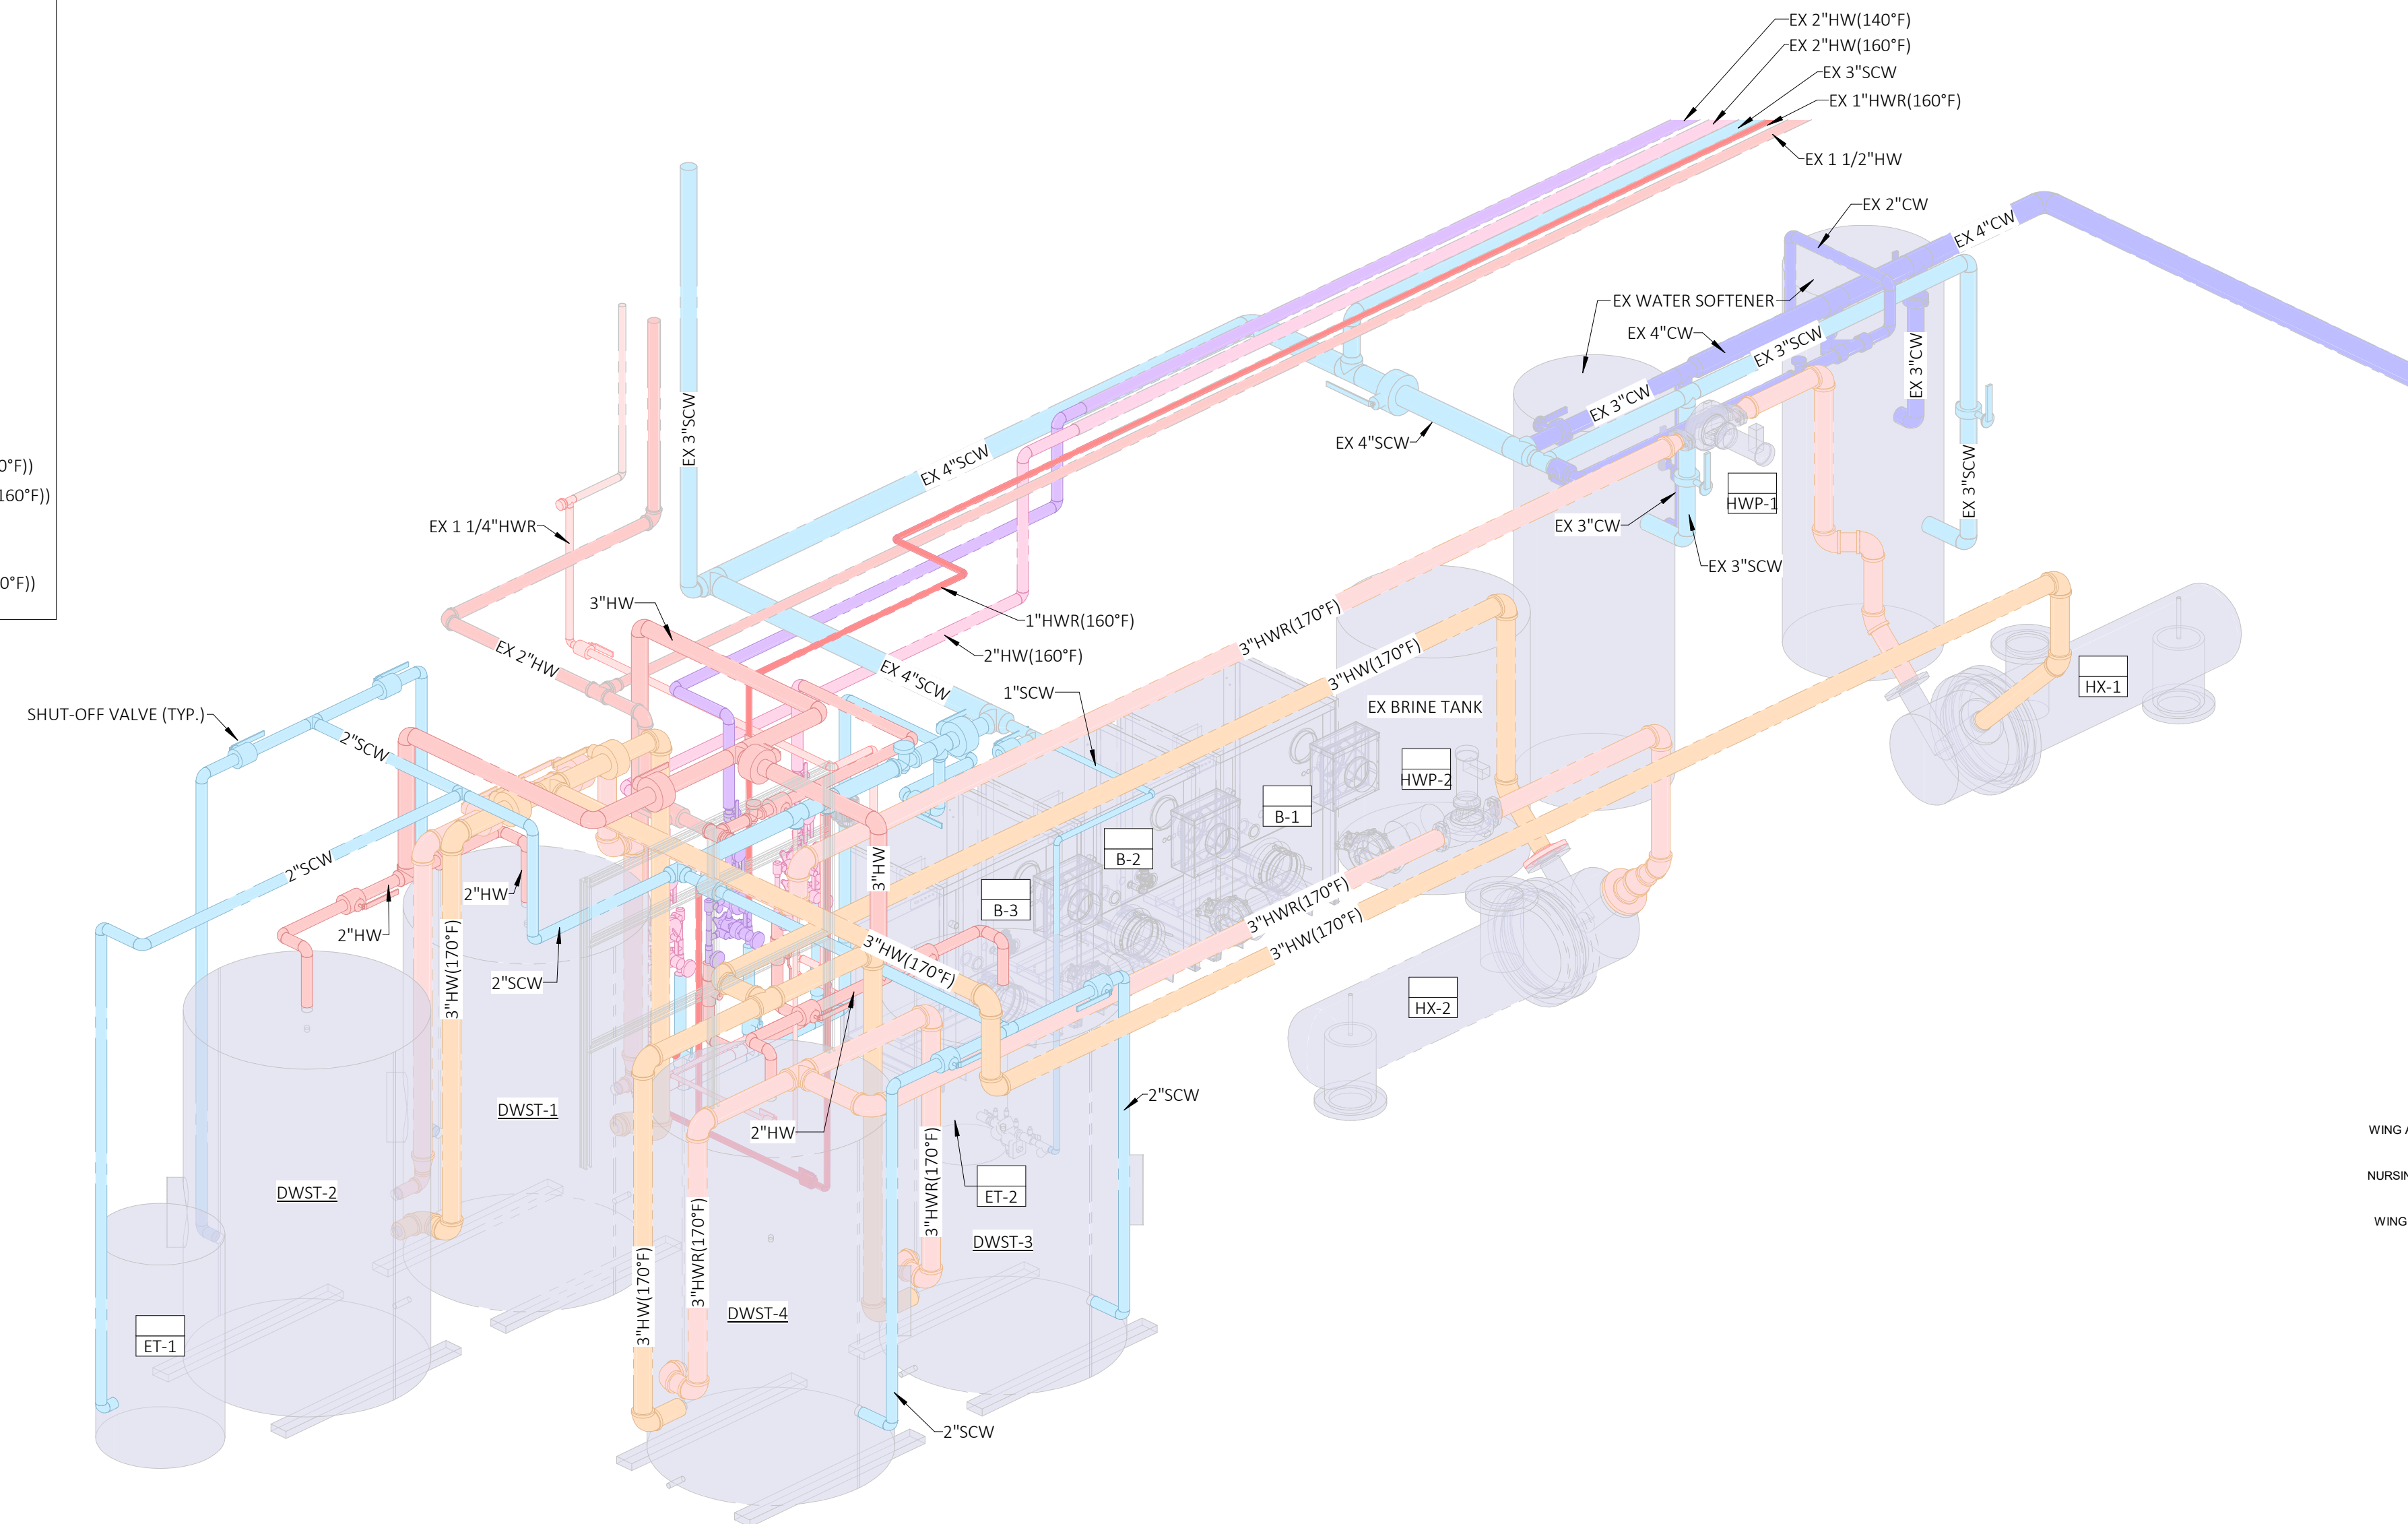 EX 2"HW(140°F)
EX 2"HW(160°F)
EX 3"SCW
EX 1"HWR(160°F)
EX 1 1/2"HW
EX 2"CW
EX 4"CW
EX WATER SOFTENER
EX 4"CW
EX 3"SCW
EX 3"CW
EX 3"CW
EX 3"SCW
EX 4"SCW
EX 4"SCW
0°F))
160°F))
0°F))
HWP-1
EX 3"SCW
EX 3"CW
EX 3"SCW
EX 1 1/4"HWR
3"HW
1"HWR(160°F)
3"HWR(170°F)
EX 2"HW
2"HW(160°F)
3"HW(170°F)
EX 4"SCW
1"SCW
HX-1
EX BRINE TANK
SHUT-OFF VALVE (TYP.)
2"SCW
HWP-2
B-1
B-2
B-3
2"SCW
3"HW
2"HW
2"HW
3"HWR(170°F)
3"HW(170°F)
3"HW(170°F)
3"HW(170°F)
2"SCW
HX-2
DWST-1
2"HW
2"SCW
WING A
NURSIN
WING
3"HWR(170°F)
ET-2
DWST-2
DWST-3
3"HWR(170°F)
3"HW(170°F)
DWST-4
ET-1
2"SCW